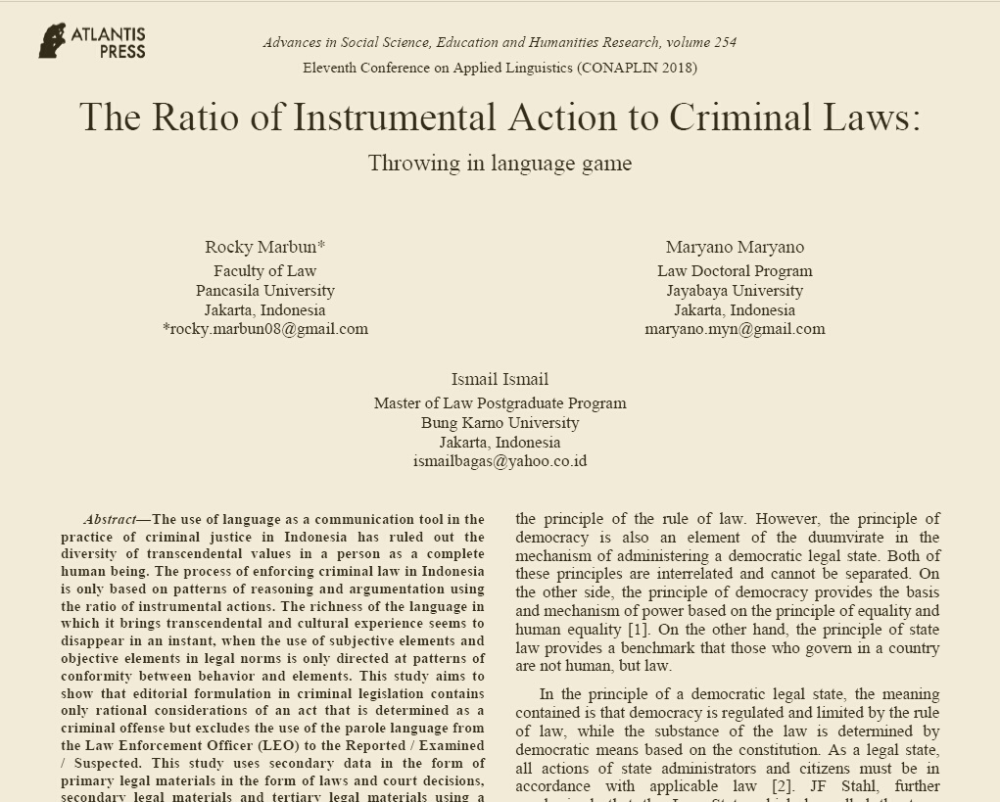 ATLANTIS
PRESS
Advances in Social Science, Education and Humanities Research, volume 254
Eleventh Conference on Applied Linguistics (CONAPLIN 2018)
The Ratio of Instrumental Action to Criminal Laws:
Throwing in language game
Rocky Marbun*
Faculty of Law
Pancasila University
Jakarta, Indonesia
*rocky.marbun08@gmail.com
Maryano Maryano
Law Doctoral Program
Jayabaya University
Jakarta, Indonesia
maryano.myn@gmail.com
Ismail Ismail
Master of Law Postgraduate Program
Bung Karno University
Jakarta, Indonesia
ismailbagas@yahoo.co.id
Abstract—The use of language as a communication tool in the
practice of criminal justice in Indonesia has ruled out the
diversity of transcendental values in a person as a complete
human being. The process of enforcing criminal law in Indonesia
is only based on patterns of reasoning and argumentation using
the ratio of instrumental actions. The richness of the language in
which it brings transcendental and cultural experience seems to
disappear in an instant, when the use of subjective elements and
objective elements in legal norms is only directed at patterns of
conformity between behavior and elements. This study aims to
show that editorial formulation in criminal legislation contains
only rational considerations of an act that is determined as a
criminal offense but excludes the use of the parole language from
the Law Enforcement Officer (LEO) to the Reported / Examined
/ Suspected. This study uses secondary data in the form of
primary legal materials in the form of laws and court decisions,
secondary legal materials and tertiary legal materials using a
the principle of the rule of law. However, the principle of
democracy is also an element of the duumvirate in the
mechanism of administering a democratic legal state. Both of
these principles are interrelated and cannot be separated. On
the other side, the principle of democracy provides the basis
and mechanism of power based on the principle of equality and
human equality [1]. On the other hand, the principle of state
law provides a benchmark that those who govern in a country
are not human, but law.
In the principle of a democratic legal state, the meaning
contained is that democracy is regulated and limited by the rule
of law, while the substance of the law is determined by
democratic means based on the constitution. As a legal state,
all actions of state administrators and citizens must be in
accordance with applicable law [2]. JF Stahl, further